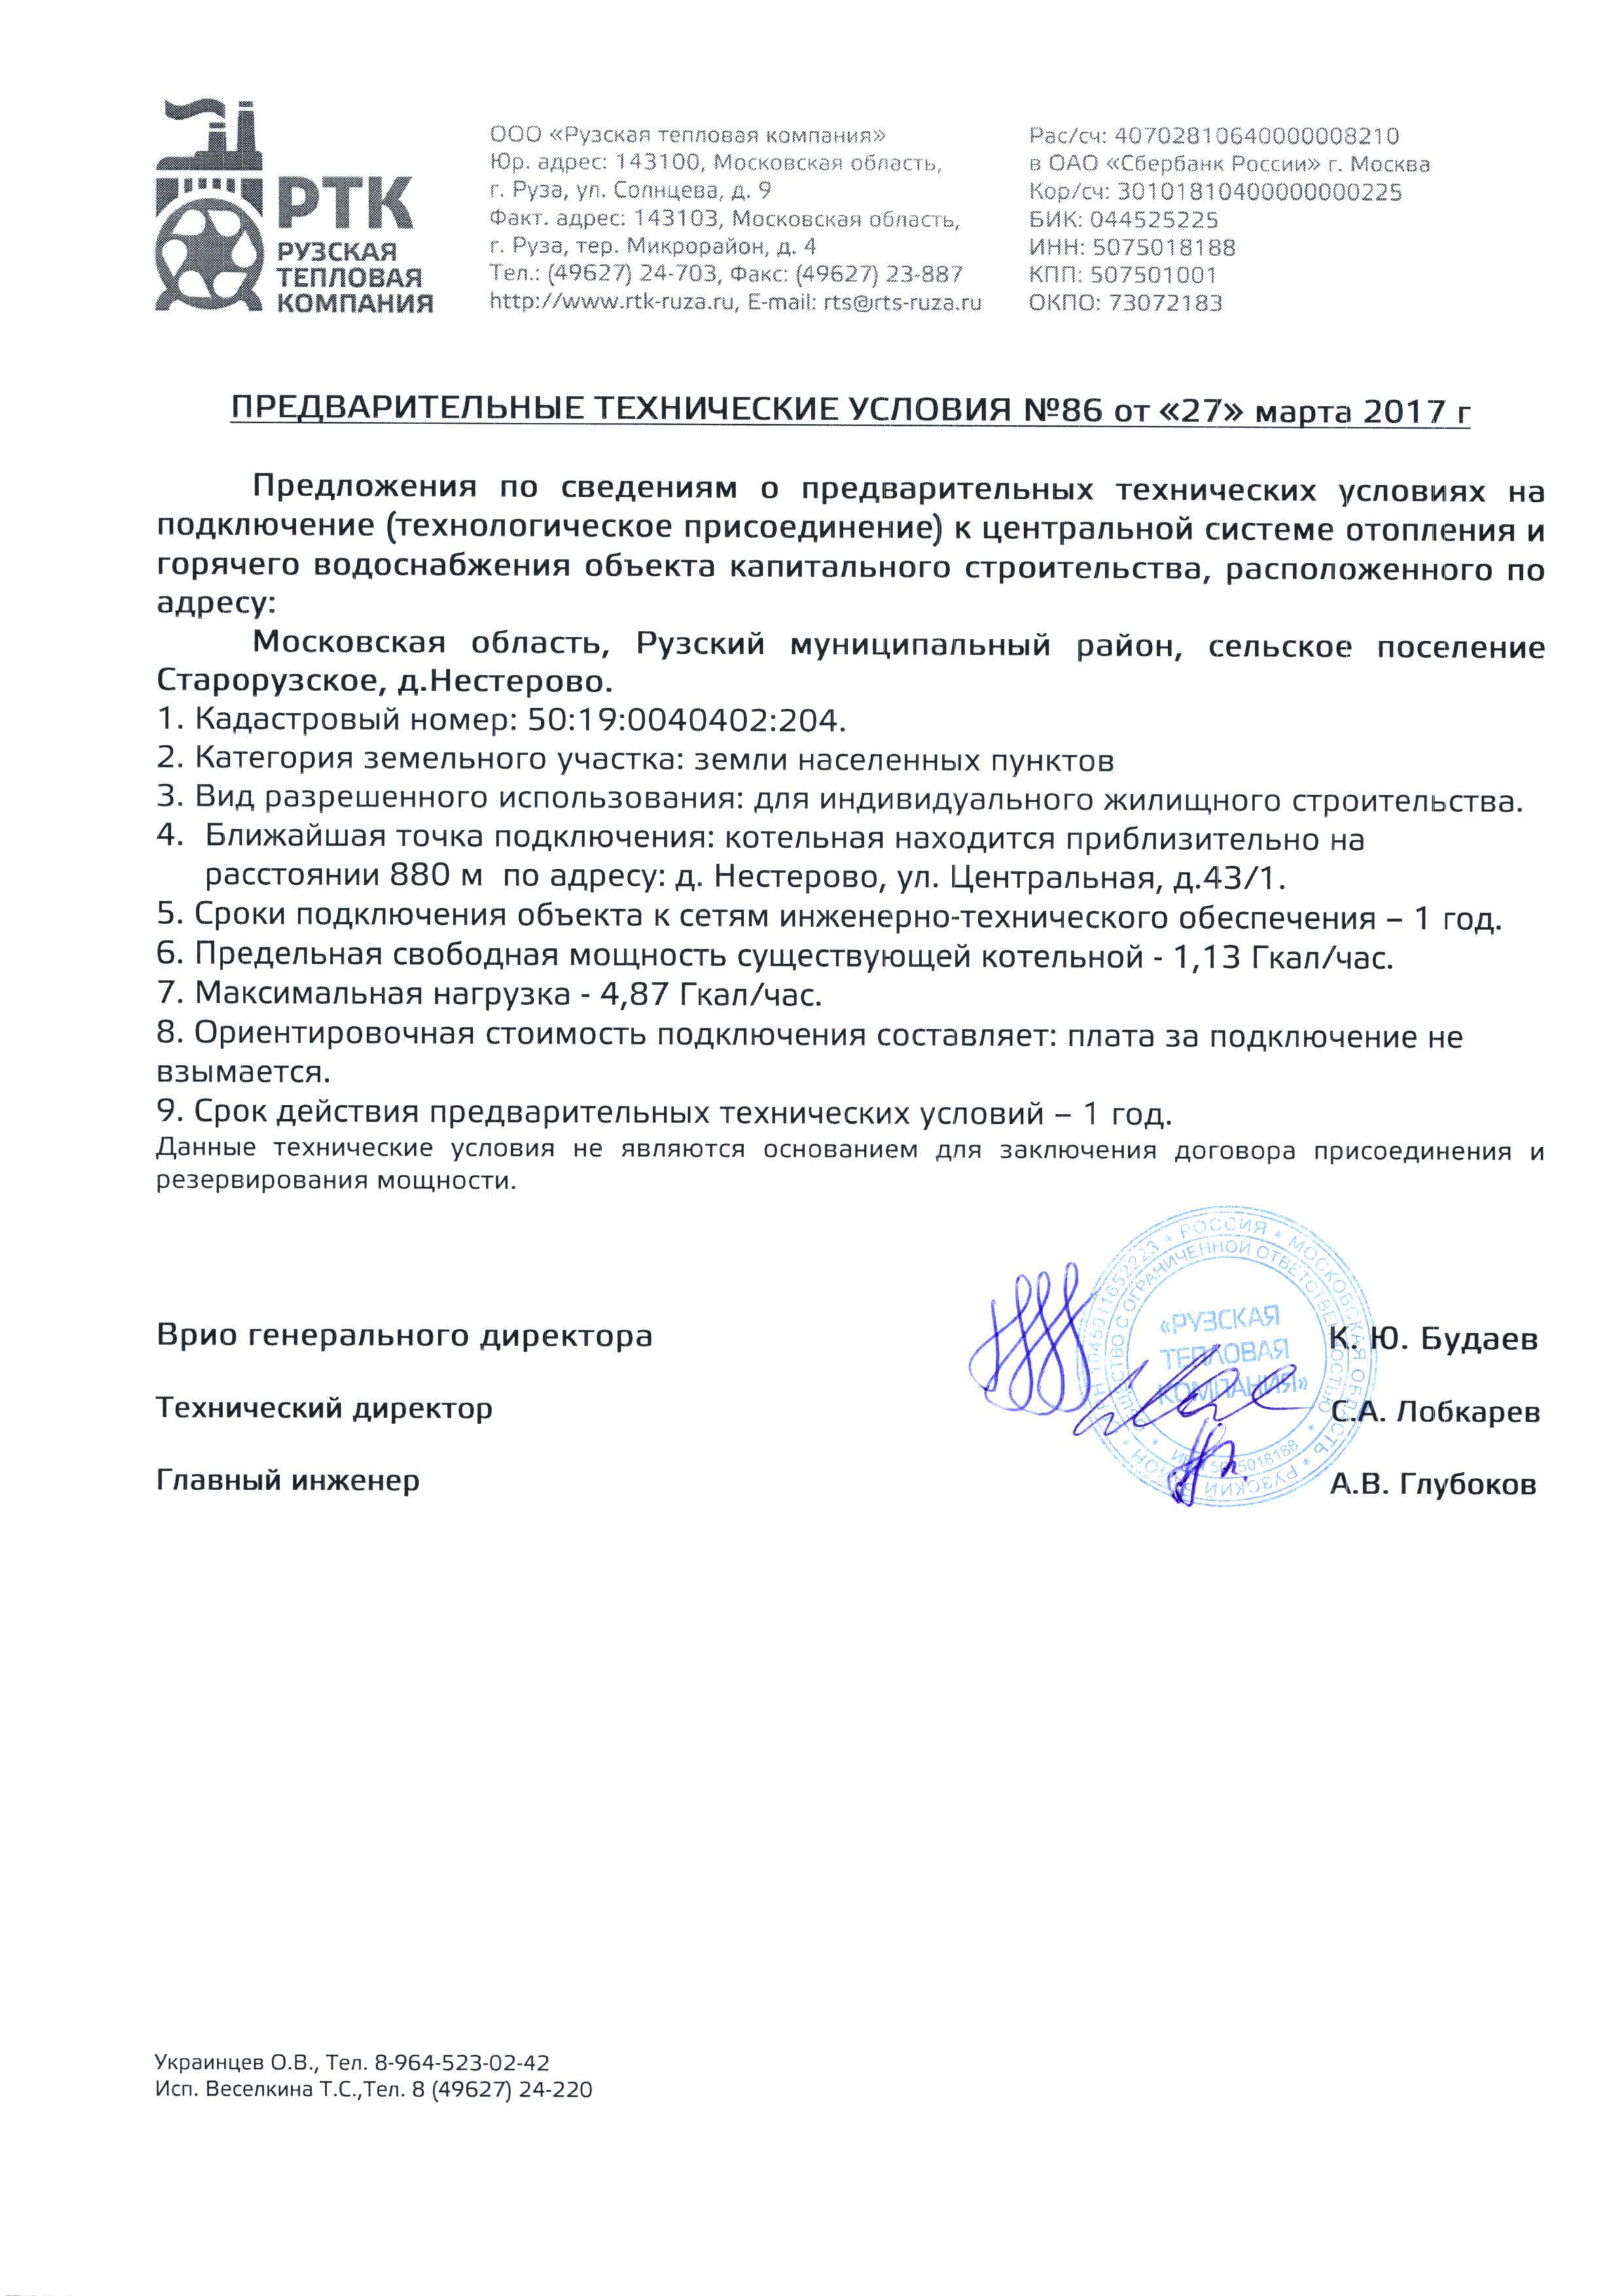 РТК
РУЗСКАЯ
ТЕПЛОВАЯ
КОМПАНИЯ
ООО «Рузская тепловая компания»
Юр. адрес: 143100, Московская область,
г. Руза, ул. Солнцева, д. 9
Факт. адрес: 143103, Московская область,
г. Руза, тер. Микрорайон, д. 4
Тел.: (49627) 24-703, Факс: (49627) 23-887
http://www.rtk-ruza.ru, E-mail: rts@rts-ruza.ru
Рас/сч: 40702810640000008210
в ОАО «Сбербанк России» г. Москва
Кор/сч: 30101810400000000225
БИК: 044525225
ИНН: 5075018188
КПП: 507501001
ОКПО: 73072183
ПРЕДВАРИТЕЛЬНЫЕ ТЕХНИЧЕСКИЕ УСЛОВИЯ №86 от «27» марта 2017 г
Предложения по сведениям о предварительных технических условиях на
подключение (технологическое присоединение) к центральной системе отопления и
горячего водоснабжения объекта капитального строительства, расположенного по
адресу:
Московская область, Рузский муниципальный район, сельское поселение
Старорузское, д.Нестерово.
1. Кадастровый номер: 50:19:0040402:204.
2. Категория земельного участка: земли населенных пунктов
3. Вид разрешенного использования: для индивидуального жилищного строительства.
4. Ближайшая точка подключения: котельная находится приблизительно на
расстоянии 880 м по адресу: д. Нестерово, ул. Центральная, д.43/1.
5. Сроки подключения объекта к сетям инженерно-технического обеспечения – 1 год.
6. Предельная свободная мощность существующей котельной - 1,13 Гкал/час.
7. Максимальная нагрузка - 4,87 Гкал/час.
8. Ориентировочная стоимость подключения составляет: плата за подключение не
взымается.
9. Срок действия предварительных технических условий – 1 год.
Данные технические условия не являются основанием для заключения договора присоединения и
резервирования мощности.
Врио генерального директора К. Ю. Будаев
Технический директор С.А. Лобкарев
Главный инженер А.В. Глубоков
РОССИЯ * МОСКОВСКАЯ ОБЛАСТЬ * РУЗСКИЙ
С ОГРАНИЧЕННОЙ ОТВЕТСТВЕННОСТЬЮ
«РУЗСКАЯ
ТЕПЛОВАЯ
КОМПАНИЯ»
Украинцев О.В., Тел. 8-964-523-02-42
Исп. Веселкина Т.С.,Тел. 8 (49627) 24-220